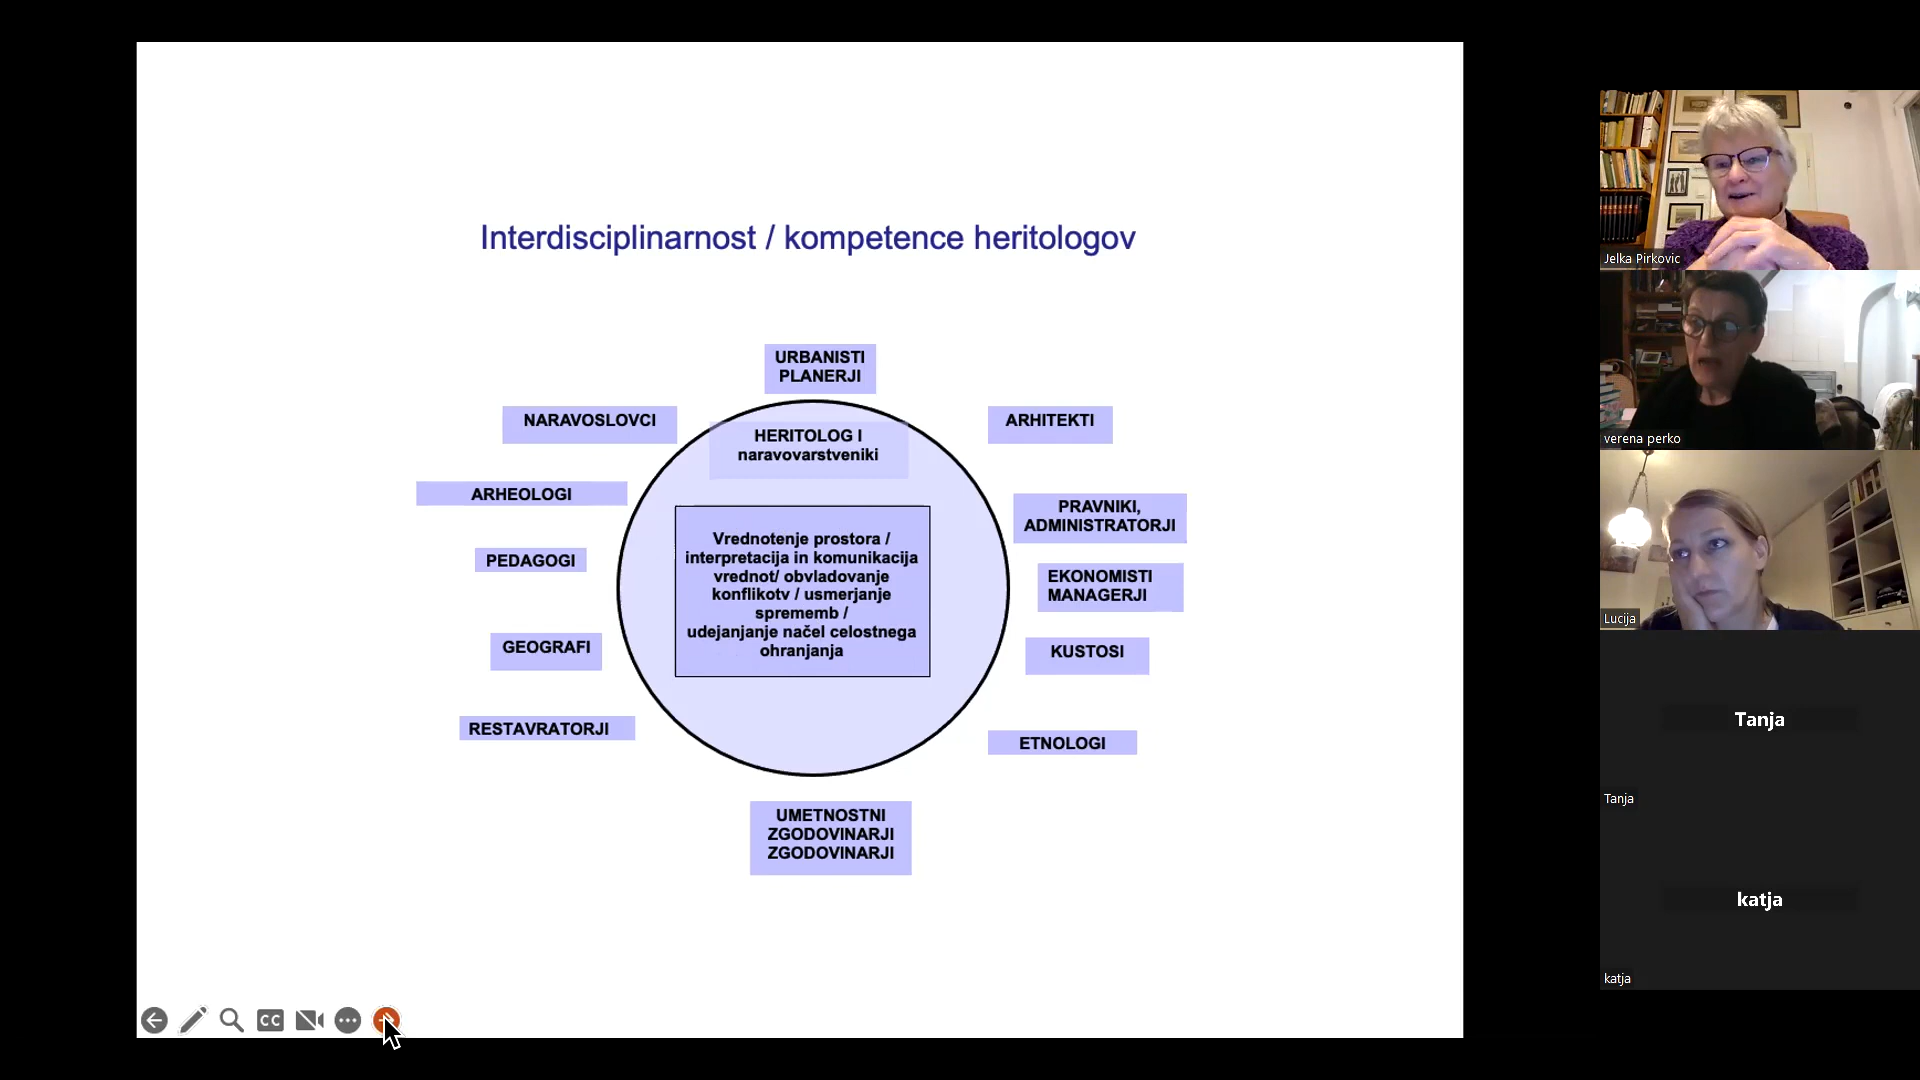 Interdisciplinarnost / kompetence heritologov
URBANISTI
PLANERJI
NARAVOSLOVCI
HERITOLOG I
naravovarstveniki
ARHITEKTI
ARHEOLOGI
PRAVNIKI,
ADMINISTRATORJI
PEDAGOGI
Vrednotenje prostora /
interpretacija in komunikacija
vrednot/ obvladovanje
konflikotv / usmerjanje
sprememb /
udejanjanje načel celostnega
ohranjanja
EKONOMISTI
MANAGERJI
GEOGRAFI
KUSTOSI
RESTAVRATORJI
ETNOLOGI
UMETNOSTNI
ZGODOVINARJI
ZGODOVINARJI
CC
Jelka Pirkovic
verena perko
Lucija
Tanja
Tanja
katja
katja